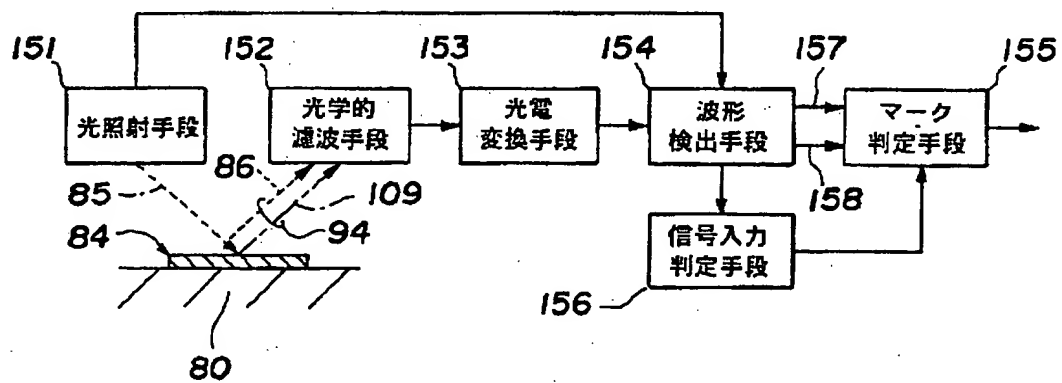 151
152
153
154
157
155
光照射手段
光学的
濾波手段
光電
変換手段
波形
検出手段
マーク
判定手段
85
86
109
94
158
84
信号入力
判定手段
156
80